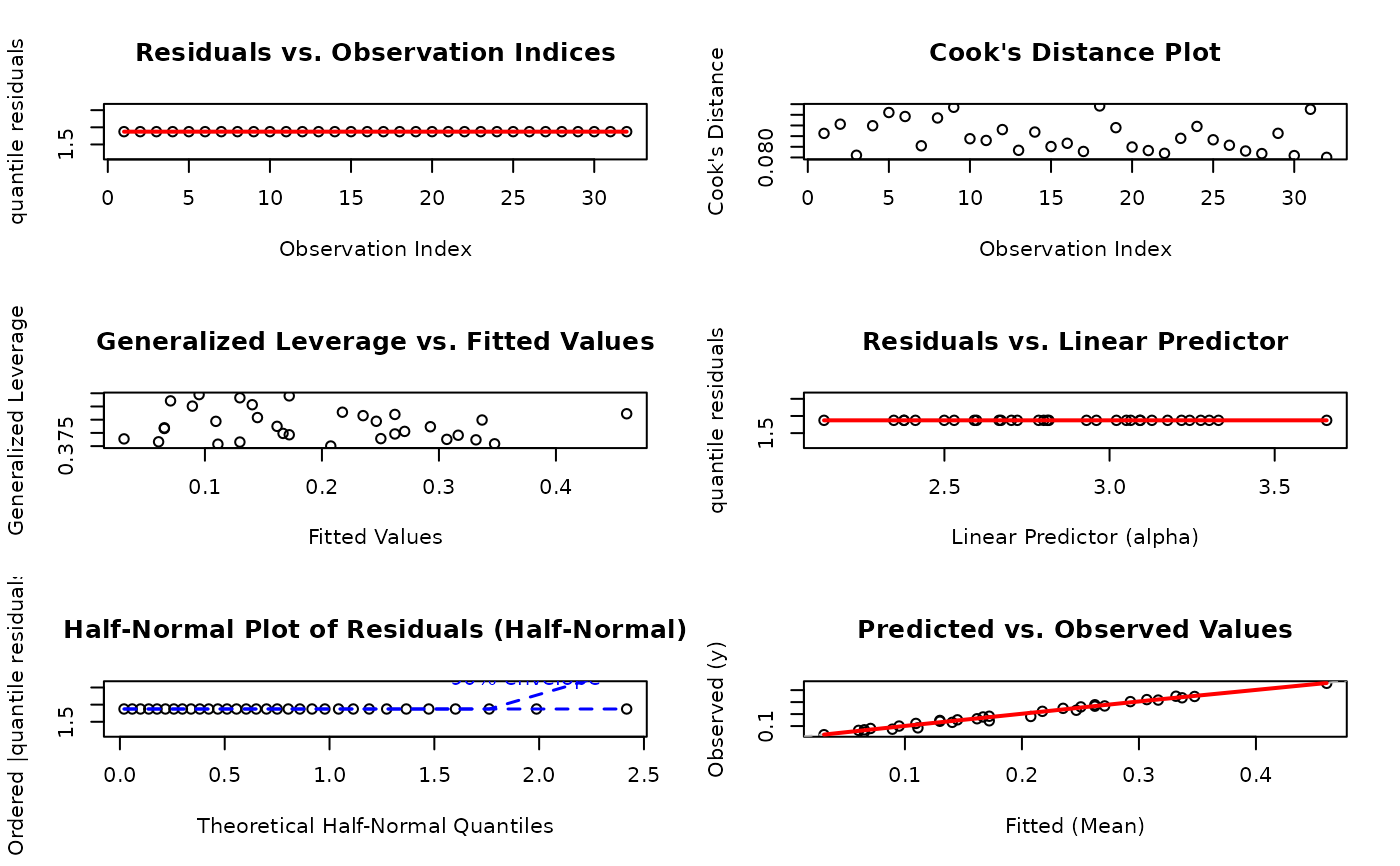 Residuals vs. Observation Indices
quantile residuals
1.5
0 5 10 15 20 25 30
Observation Index
Cook's Distance Plot
Cook's Distance
0.080
0 5 10 15 20 25 30
Observation Index
Generalized Leverage vs. Fitted Values
Generalized Leverage
0.375
0.1 0.2 0.3 0.4
Fitted Values
Residuals vs. Linear Predictor
quantile residuals
1.5
2.5 3.0 3.5
Linear Predictor (alpha)
Half-Normal Plot of Residuals (Half-Normal)
Ordered |quantile residuals
1.5
envelope
0.0 0.5 1.0 1.5 2.0 2.5
Theoretical Half-Normal Quantiles
Predicted vs. Observed Values
Observed (y)
0.1
0.1 0.2 0.3 0.4
Fitted (Mean)